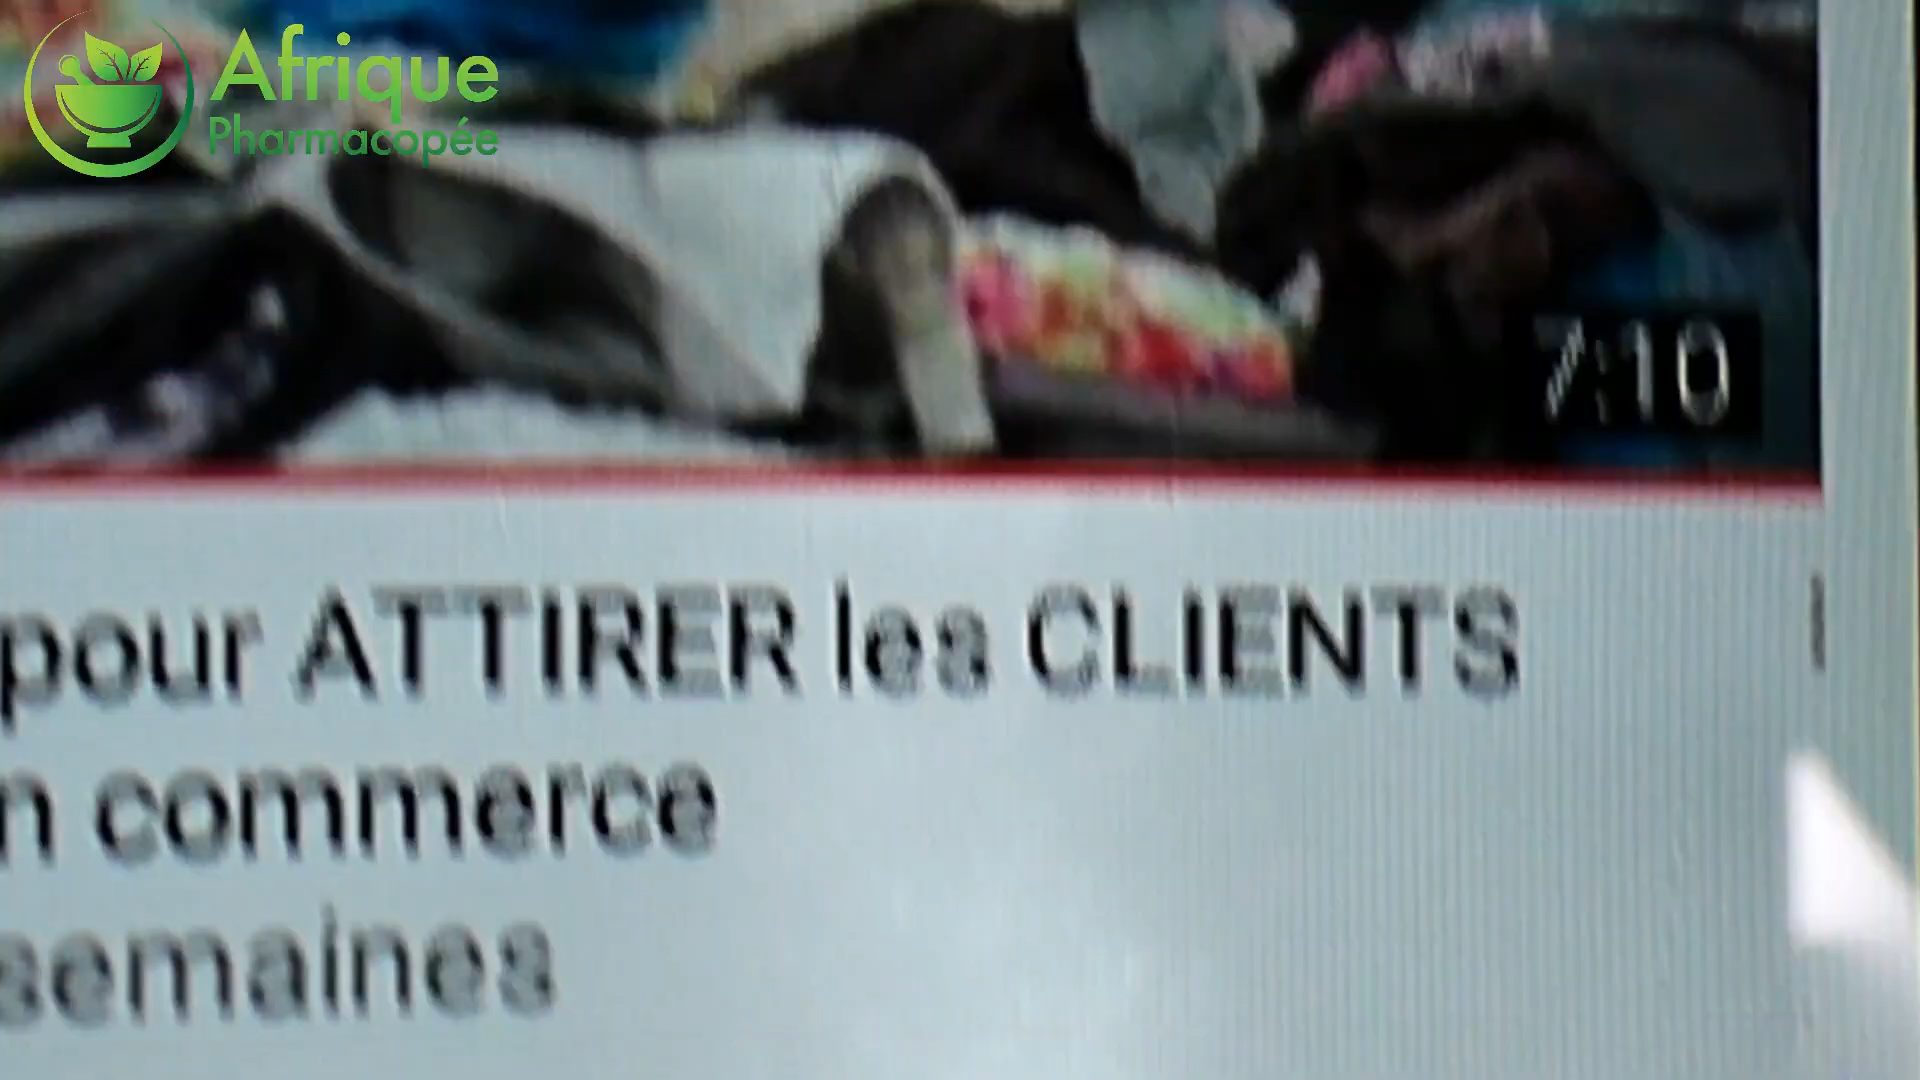 Afrique
Pharmacopée
7:10
pour ATTIRER les CLIENTS
n commerce
semaines